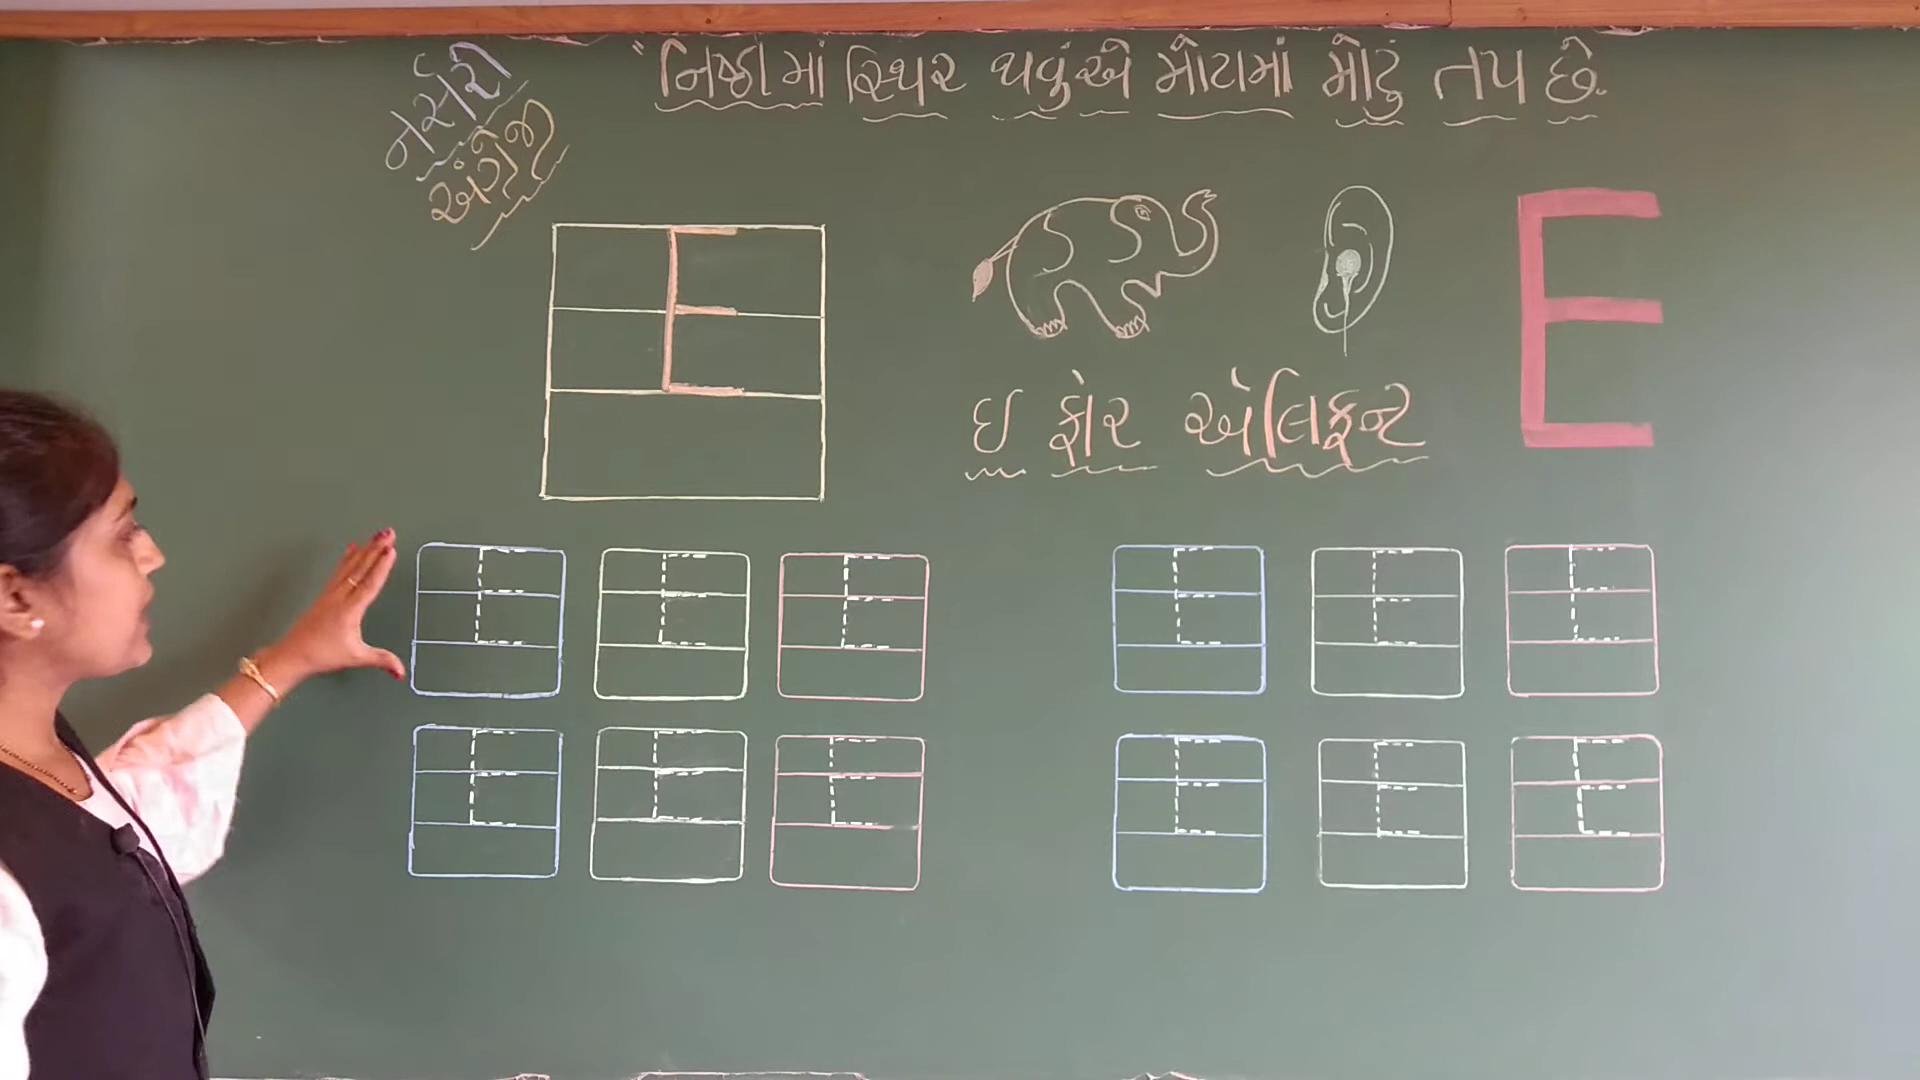 "નિષ્ઠામાં સ્થિર થવું એ મોટામાં મોટું તપ છે.
નર્સરી
અંગ્રેજી
E
E
ઇ ફોર એલિફન્ટ
E E E E E E
E E E E E E